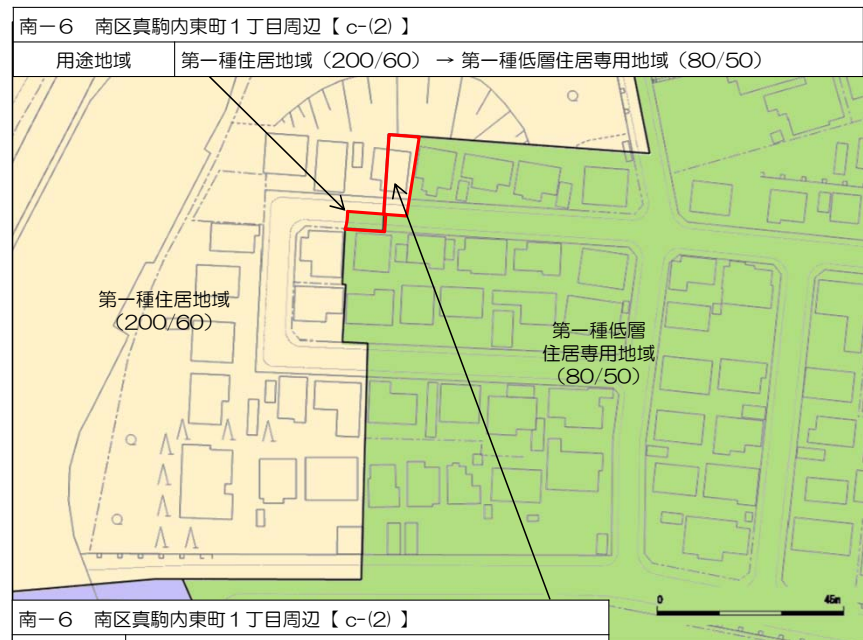 南－6　南区真駒内東町１丁目周辺【 c-(2) 】
用途地域　第一種住居地域（200/60）　→　第一種低層住居専用地域（80/50）
第一種住居地域
（200/60）
第一種低層
住居専用地域
（80/50）
0　45m
南－6　南区真駒内東町１丁目周辺【 c-(2) 】